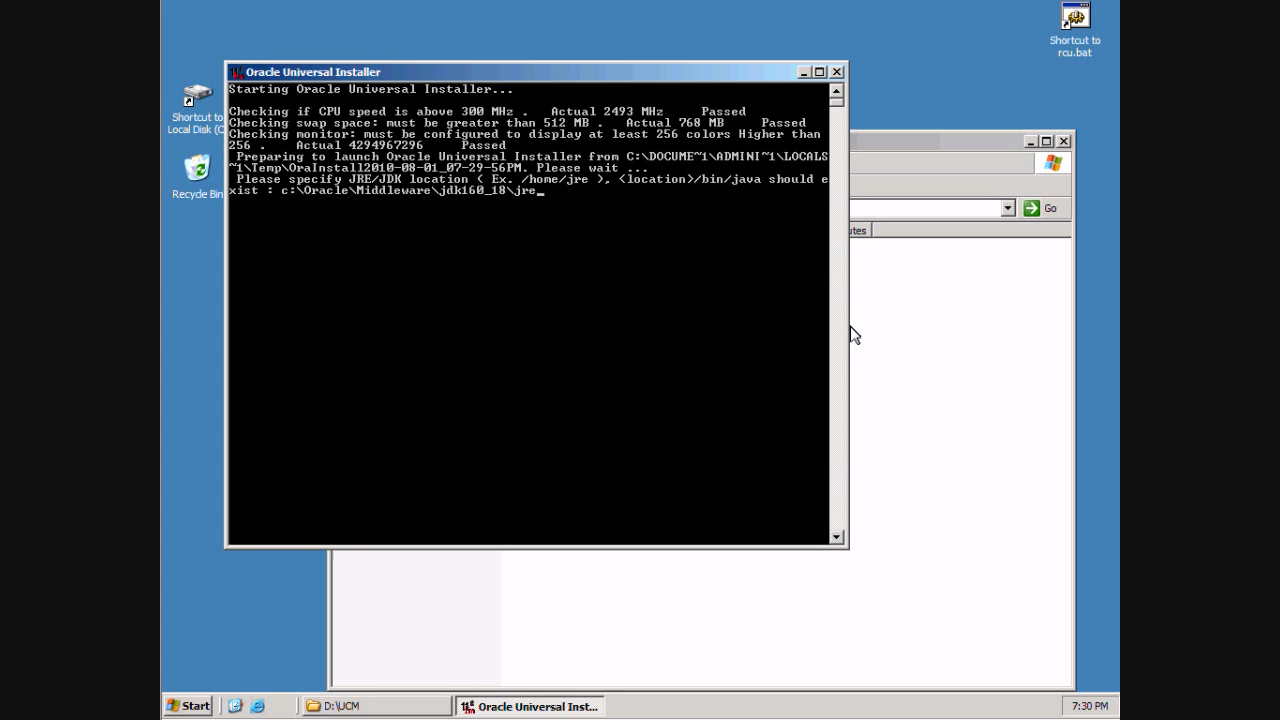 Shortcut to
rcu.bat
Oracle Universal Installer
Starting Oracle Universal Installer...
Checking if CPU speed is above 300 MHz .   Actual 2493 MHz     Passed
Checking swap space: must be greater than 512 MB .   Actual 768 MB     Passed
Checking monitor: must be configured to display at least 256 colors Higher than
256 .    Actual 4294967296     Passed
Preparing to launch Oracle Universal Installer from C:\DOCUME~1\ADMINI~1\LOCALS
~1\Temp\OraInstall2010-08-01_07-29-56PM. Please wait ...
Please specify JRE/JDK location ( Ex. /home/jre ), <location>/bin/java should e
xist : c:\Oracle\Middleware\jdk160_18\jre_
Shortcut to
Local Disk (C
Recycle Bin
Go
utes
Start
D:\UCM
Oracle Universal Inst...
7:30 PM